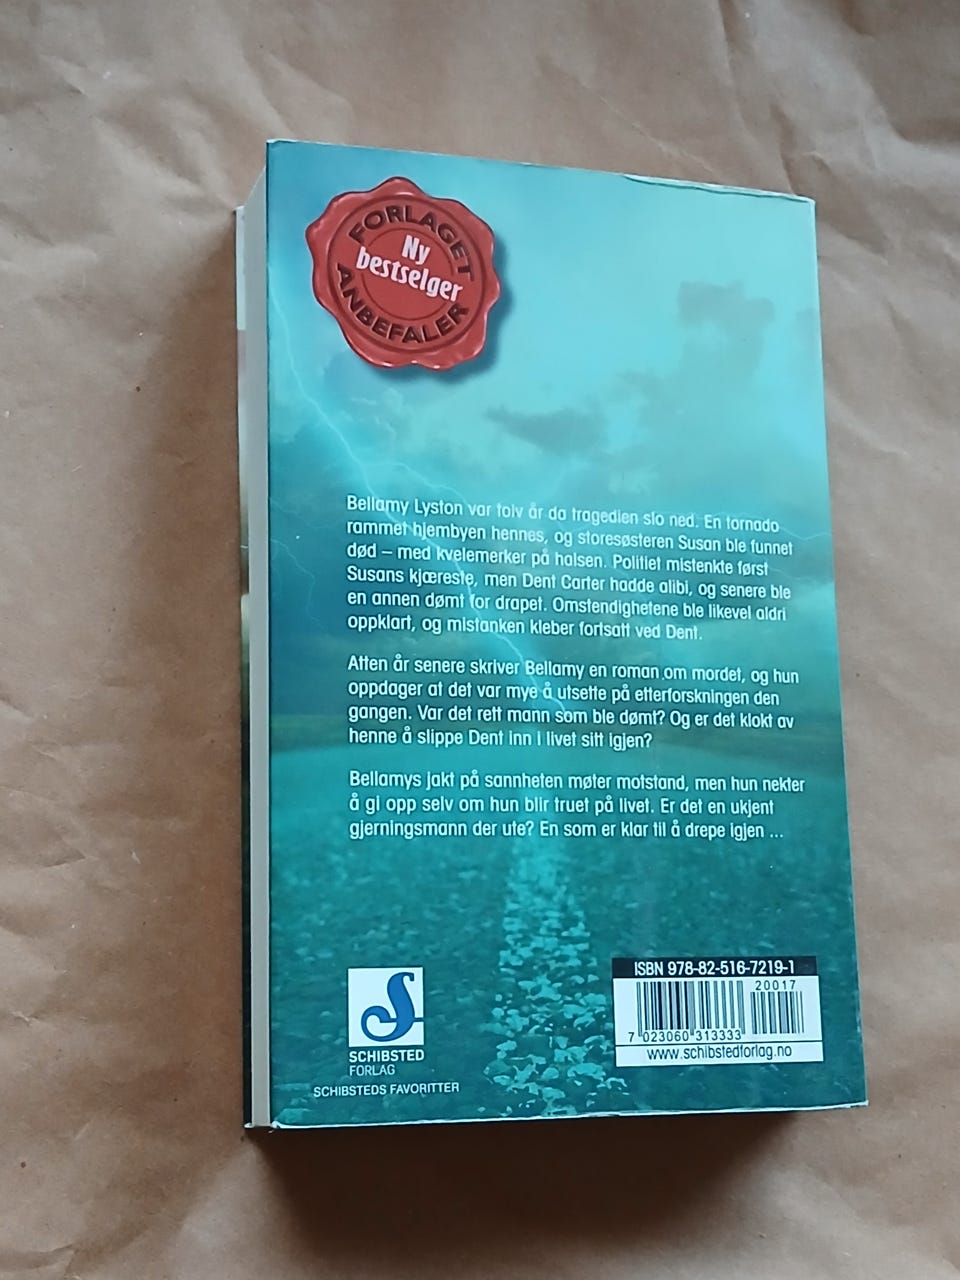 FORLAGET
Ny
bestselger
ANBEFALER
Bellamy Lyston var tolv år da tragedien slo ned. En tornado
rammet hjembyen hennes, og storesøsteren Susan ble funnet
død – med kvelemerker på halsen. Politiet mistenkte først
Susans kjæreste, men Dent Carter hadde alibi, og senere ble
en annen dømt for drapet. Omstendighetene ble likevel aldri
oppklart, og mistanken kleber fortsatt ved Dent.
Atten år senere skriver Bellamy en roman om mordet, og hun
oppdager at det var mye å utsette på etterforskningen den
gangen. Var det rett mann som ble dømt? Og er det klokt av
henne å slippe Dent inn i livet sitt igjen?
Bellamys jakt på sannheten møter motstand, men hun nekter
å gi opp selv om hun blir truet på livet. Er det en ukjent
gjerningsmann der ute? En som er klar til å drepe igjen ...
S
SCHIBSTED
FORLAG
SCHIBSTEDS FAVORITTER
ISBN 978-82-516-7219-1
20017
7 023060 313333
www.schibstedforlag.no